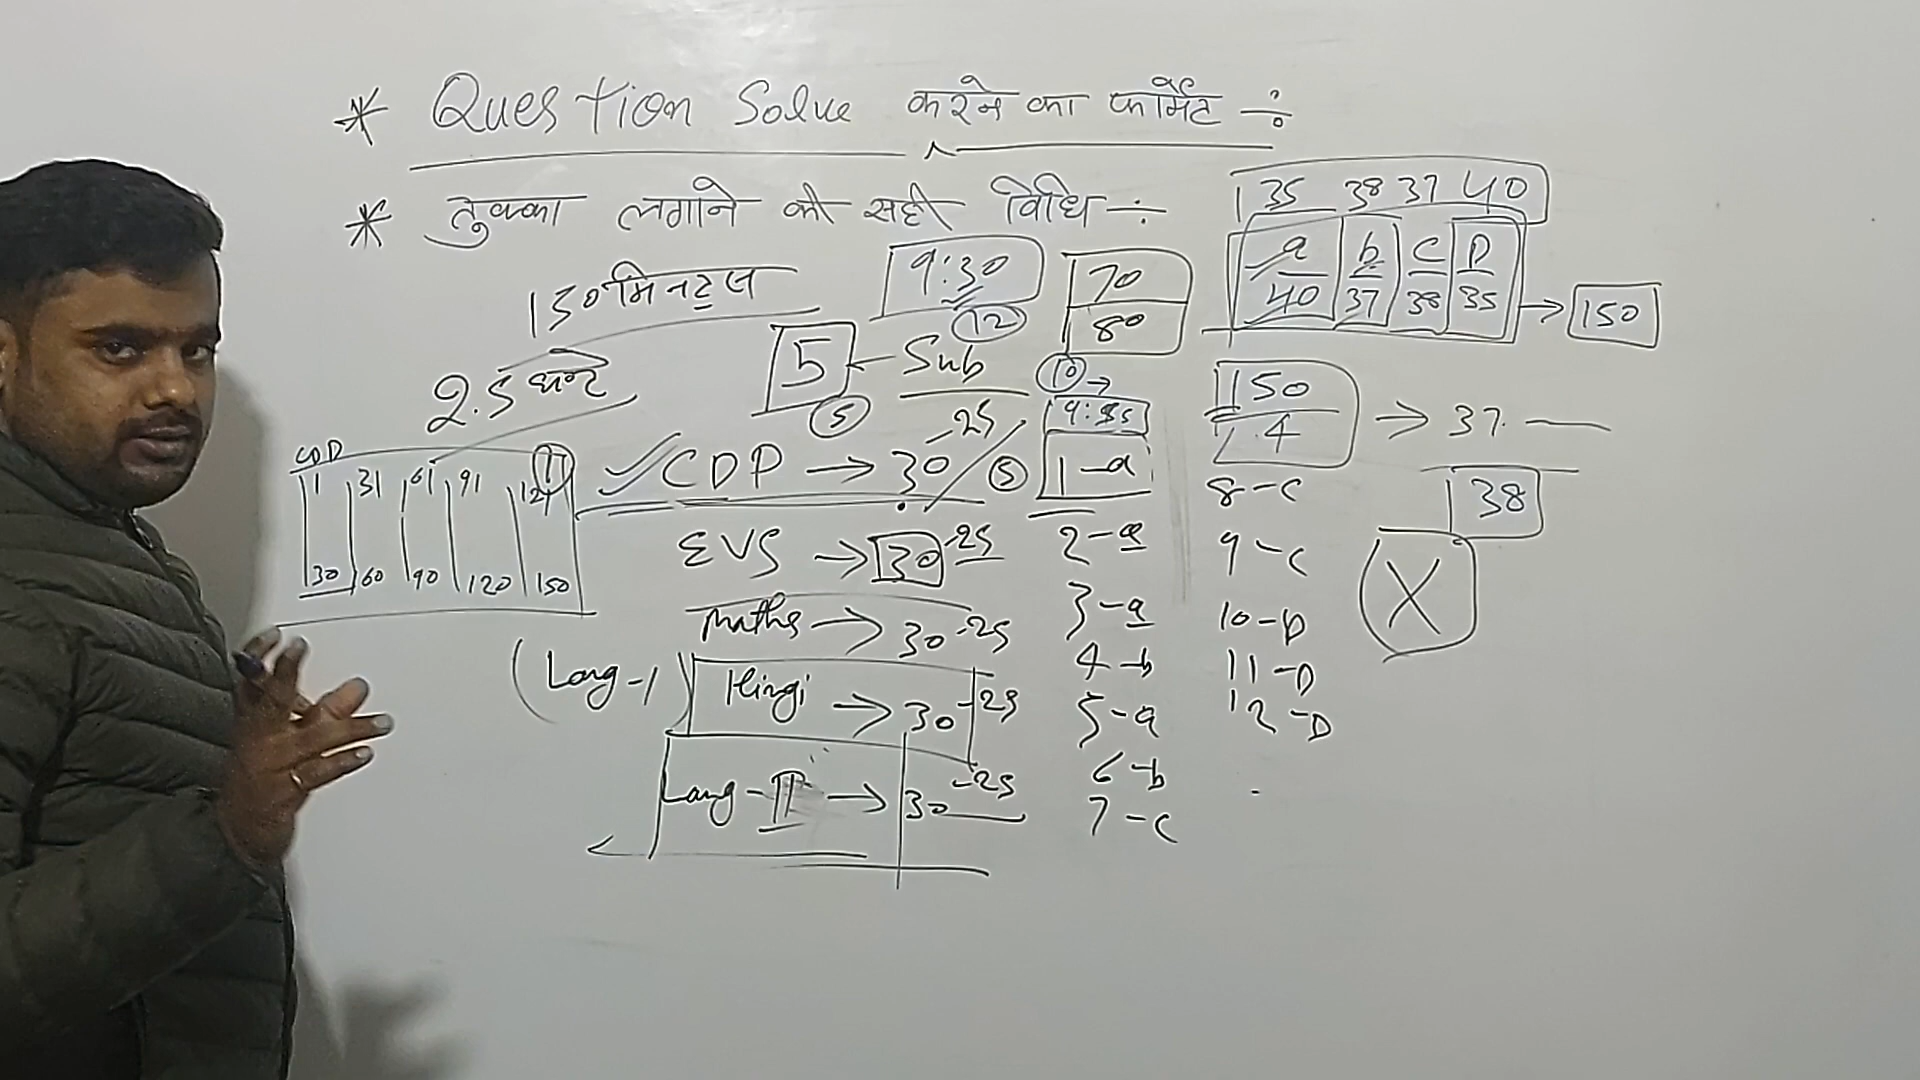 * Question Solve करने का फॉर्मेट ÷
* तुक्का लगाने की सही विधि ÷
35 38 37 40
a b C D
40 37 38 35 → 150
150 मिनट्स
9:30
12
70
80
2.5 घण्टे
5 ← Sub
5
10 →
150
4
→ 37.
38
X
1 31 61 91 121
30 60 90 120 150
CDP → 30 - 25
5
EVS → 30 - 25
Maths → 30 - 25
(Lang-1) Hindi → 30 - 25
Lang - II → 30 - 25
1-a
2-a
3-a
4-b
5-a
6-b
7-c
8-c
9-c
10-D
11-D
12-D